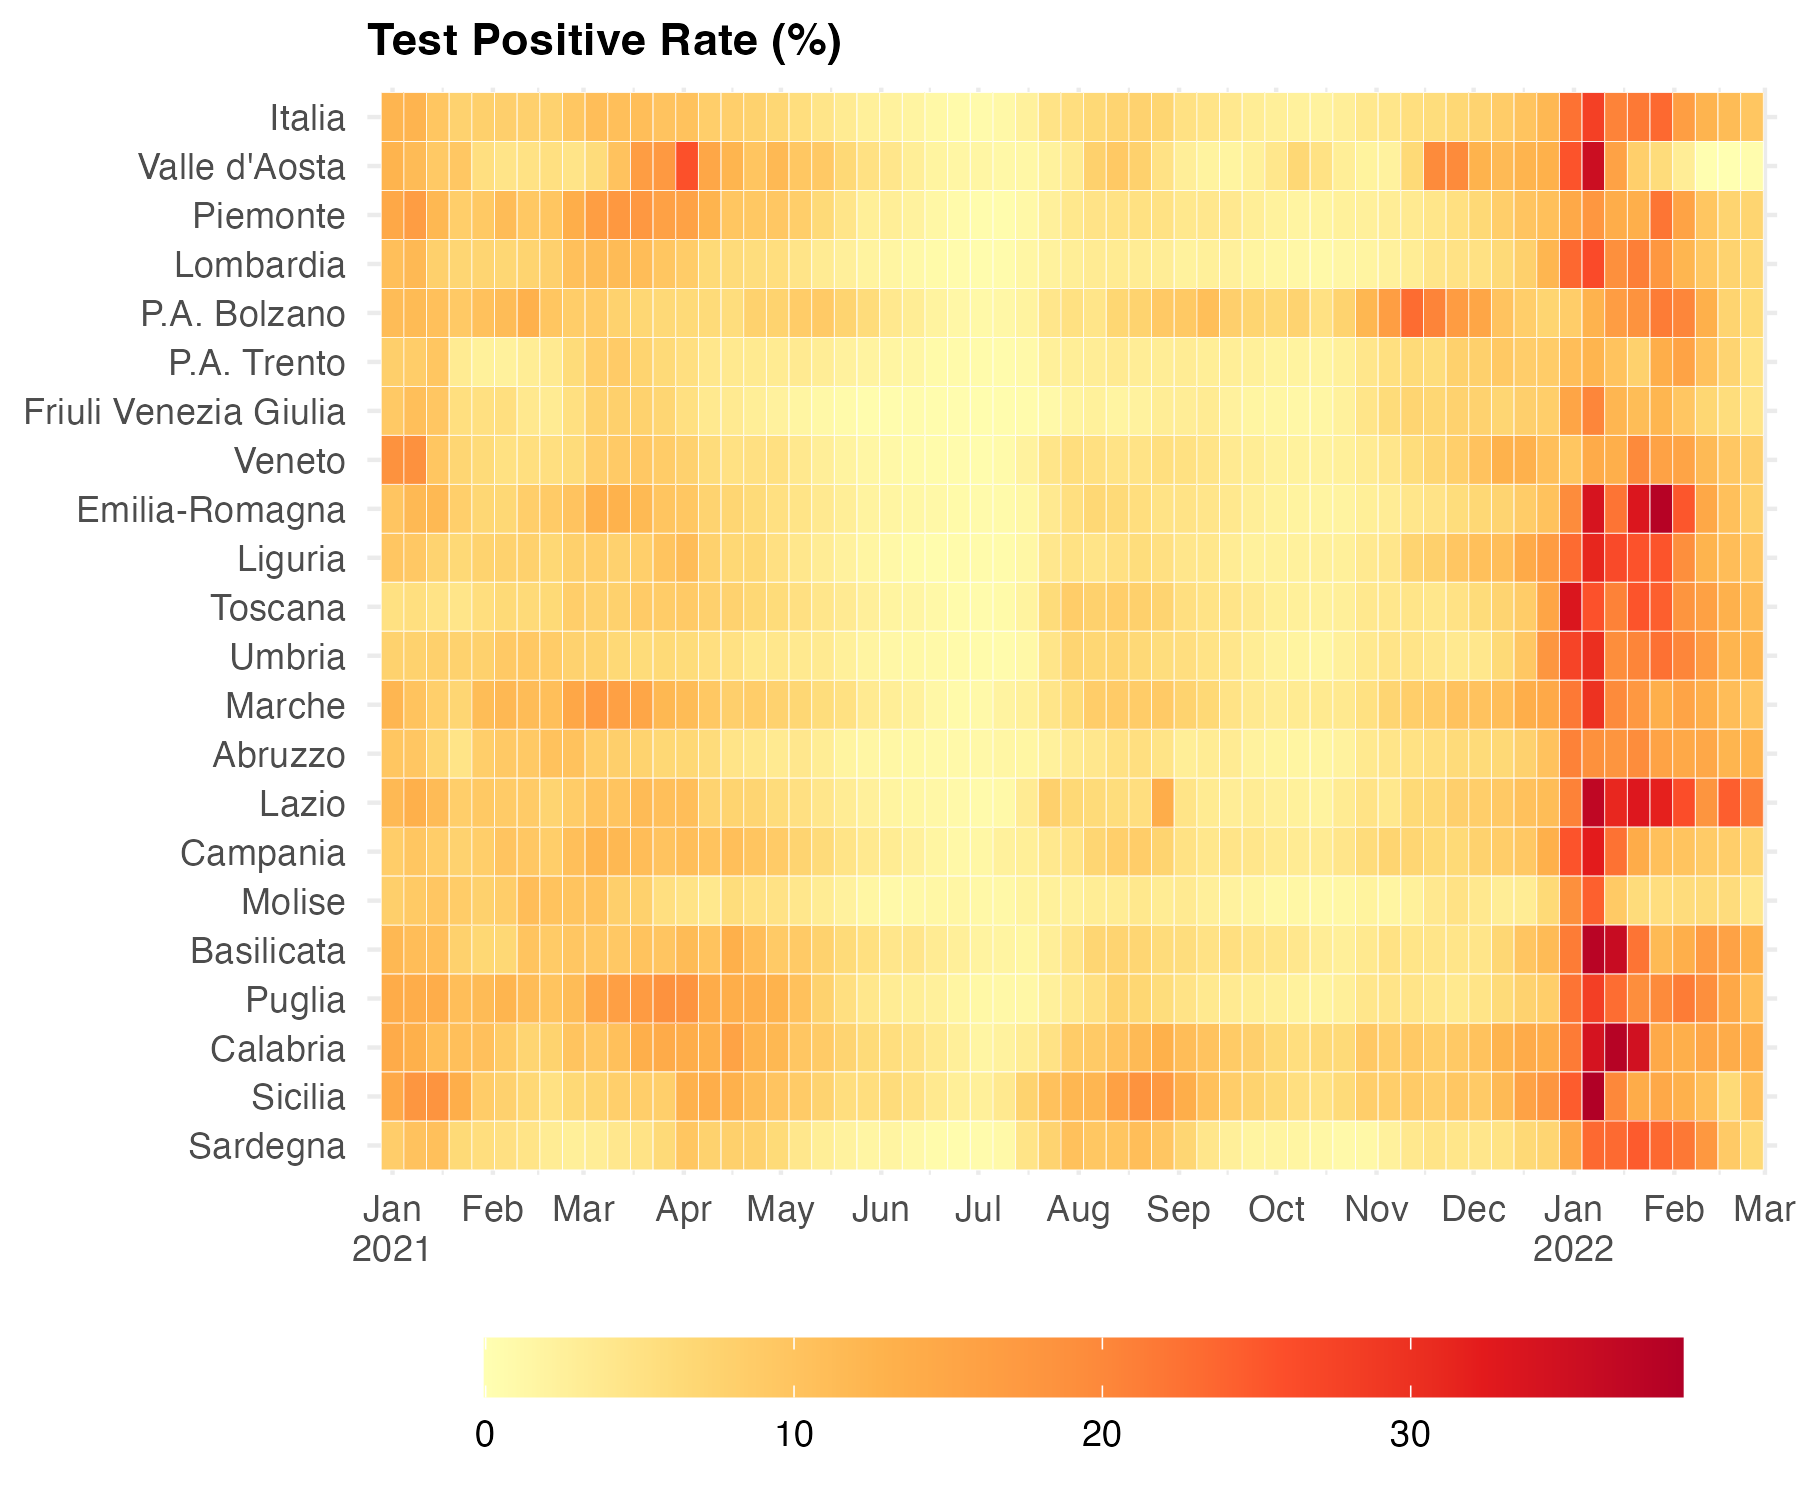 Test Positive Rate (%)
Italia
Valle d'Aosta
Piemonte
Lombardia
P.A. Bolzano
P.A. Trento
Friuli Venezia Giulia
Veneto
Emilia-Romagna
Liguria
Toscana
Umbria
Marche
Abruzzo
Lazio
Campania
Molise
Basilicata
Puglia
Calabria
Sicilia
Sardegna
Jan Feb Mar Apr May Jun Jul Aug Sep Oct Nov Dec Jan Feb Mar
2021 2022
0 10 20 30